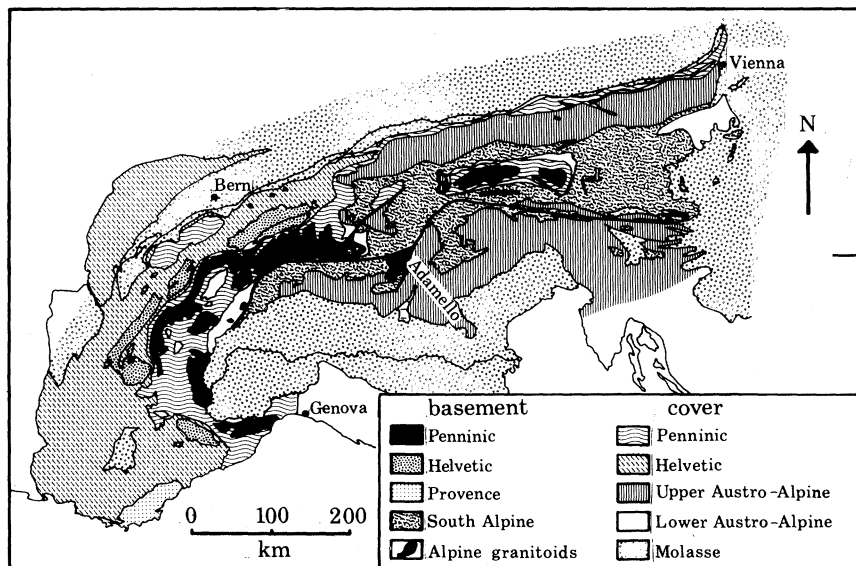 Vienna
N
Bern
Adamello
Genova
0 100 200
km
basement
Penninic
Helvetic
Provence
South Alpine
Alpine granitoids
cover
Penninic
Helvetic
Upper Austro-Alpine
Lower Austro-Alpine
Molasse